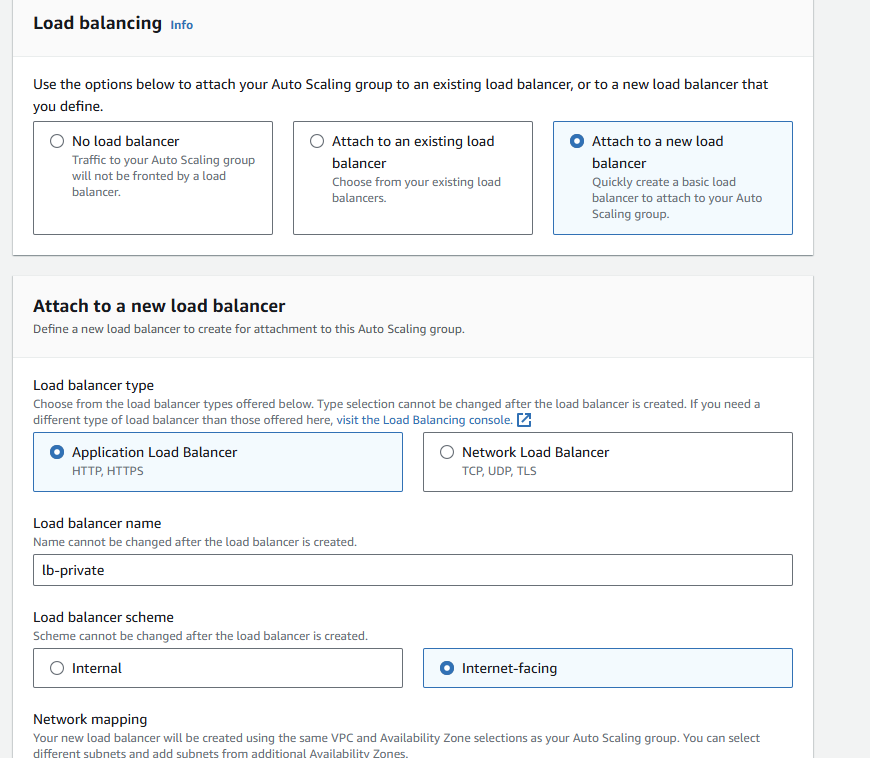 Load balancing Info
Use the options below to attach your Auto Scaling group to an existing load balancer, or to a new load balancer that
you define.
No load balancer
Traffic to your Auto Scaling group
will not be fronted by a load
balancer.
Attach to an existing load
balancer
Choose from your existing load
balancers.
Attach to a new load
balancer
Quickly create a basic load
balancer to attach to your Auto
Scaling group.
Attach to a new load balancer
Define a new load balancer to create for attachment to this Auto Scaling group.
Load balancer type
Choose from the load balancer types offered below. Type selection cannot be changed after the load balancer is created. If you need a
different type of load balancer than those offered here, visit the Load Balancing console.
Application Load Balancer
HTTP, HTTPS
Network Load Balancer
TCP, UDP, TLS
Load balancer name
Name cannot be changed after the load balancer is created.
lb-private
Load balancer scheme
Scheme cannot be changed after the load balancer is created.
Internal
Internet-facing
Network mapping
Your new load balancer will be created using the same VPC and Availability Zone selections as your Auto Scaling group. You can select
different subnets and add subnets from additional Availability Zones.